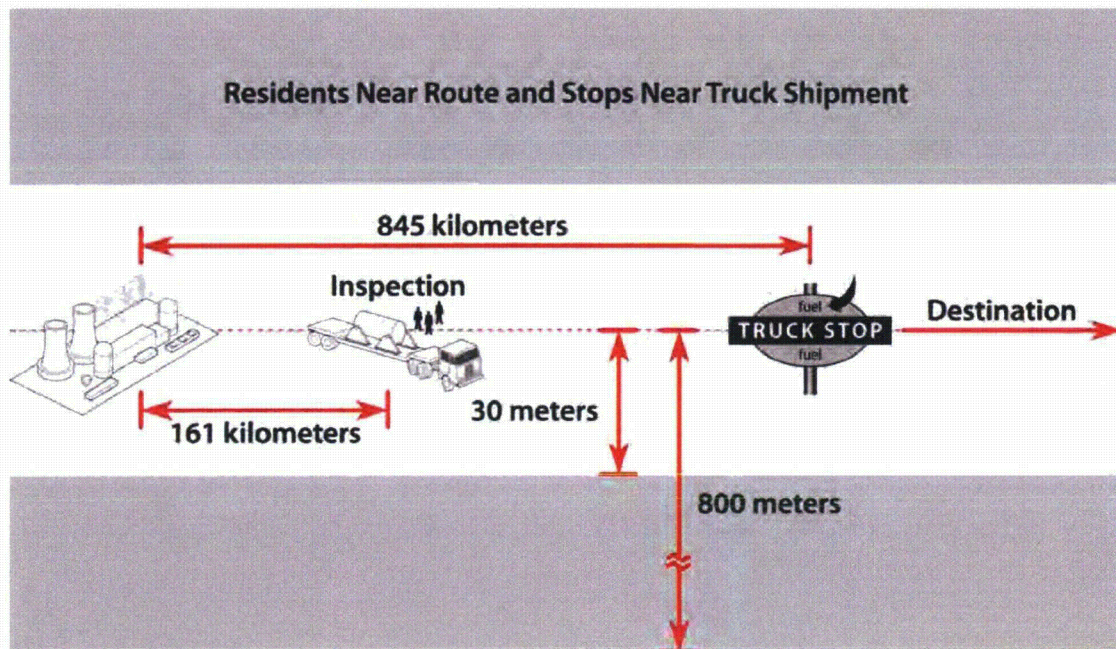 Residents Near Route and Stops Near Truck Shipment
845 kilometers
Inspection
fuel
TRUCK STOP
fuel
Destination
161 kilometers
30 meters
800 meters